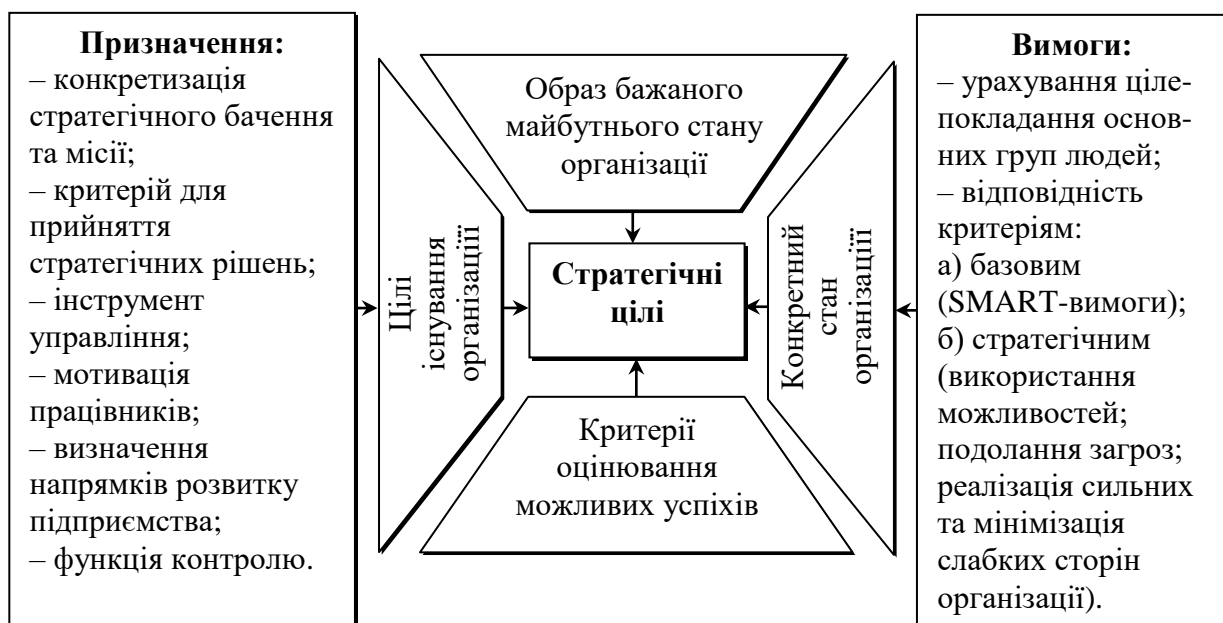 Призначення:
– конкретизація
стратегічного бачення
та місії;
– критерій для
прийняття
стратегічних рішень;
– інструмент
управління;
– мотивація
працівників;
– визначення
напрямків розвитку
підприємства;
– функція контролю.
Цілі
існування
організаціїї
Образ бажаного
майбутнього стану
організації
Стратегічні
цілі
Критерії
оцінювання
можливих успіхів
Конкретний
стан
організаціїї
Вимоги:
– урахування ціле-
покладання основ-
них груп людей;
– відповідність
критеріям:
а) базовим
(SMART-вимоги);
б) стратегічним
(використання
можливостей;
подолання загроз;
реалізація сильних
та мінімізація
слабких сторін
організації).